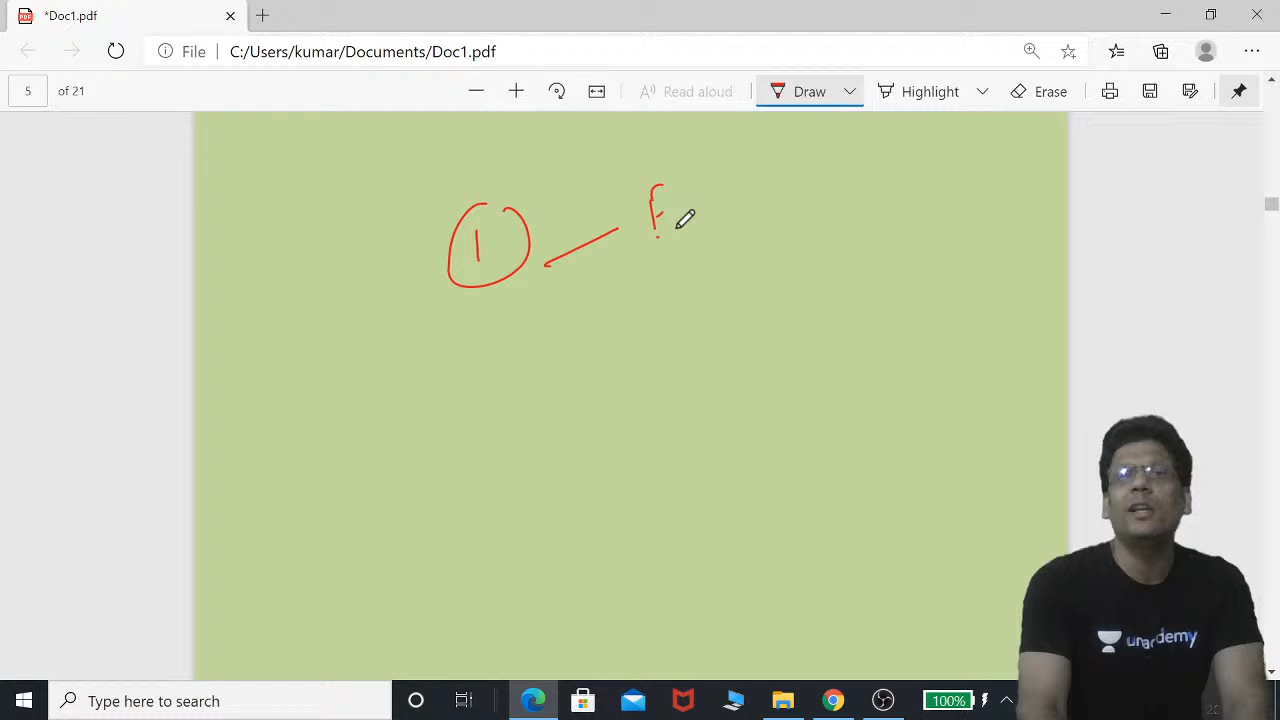 *Doc1.pdf
File C:/Users/kumar/Documents/Doc1.pdf
5 of 21 Read aloud Draw Highlight Erase
1
F
unacademy
Type here to search
100%